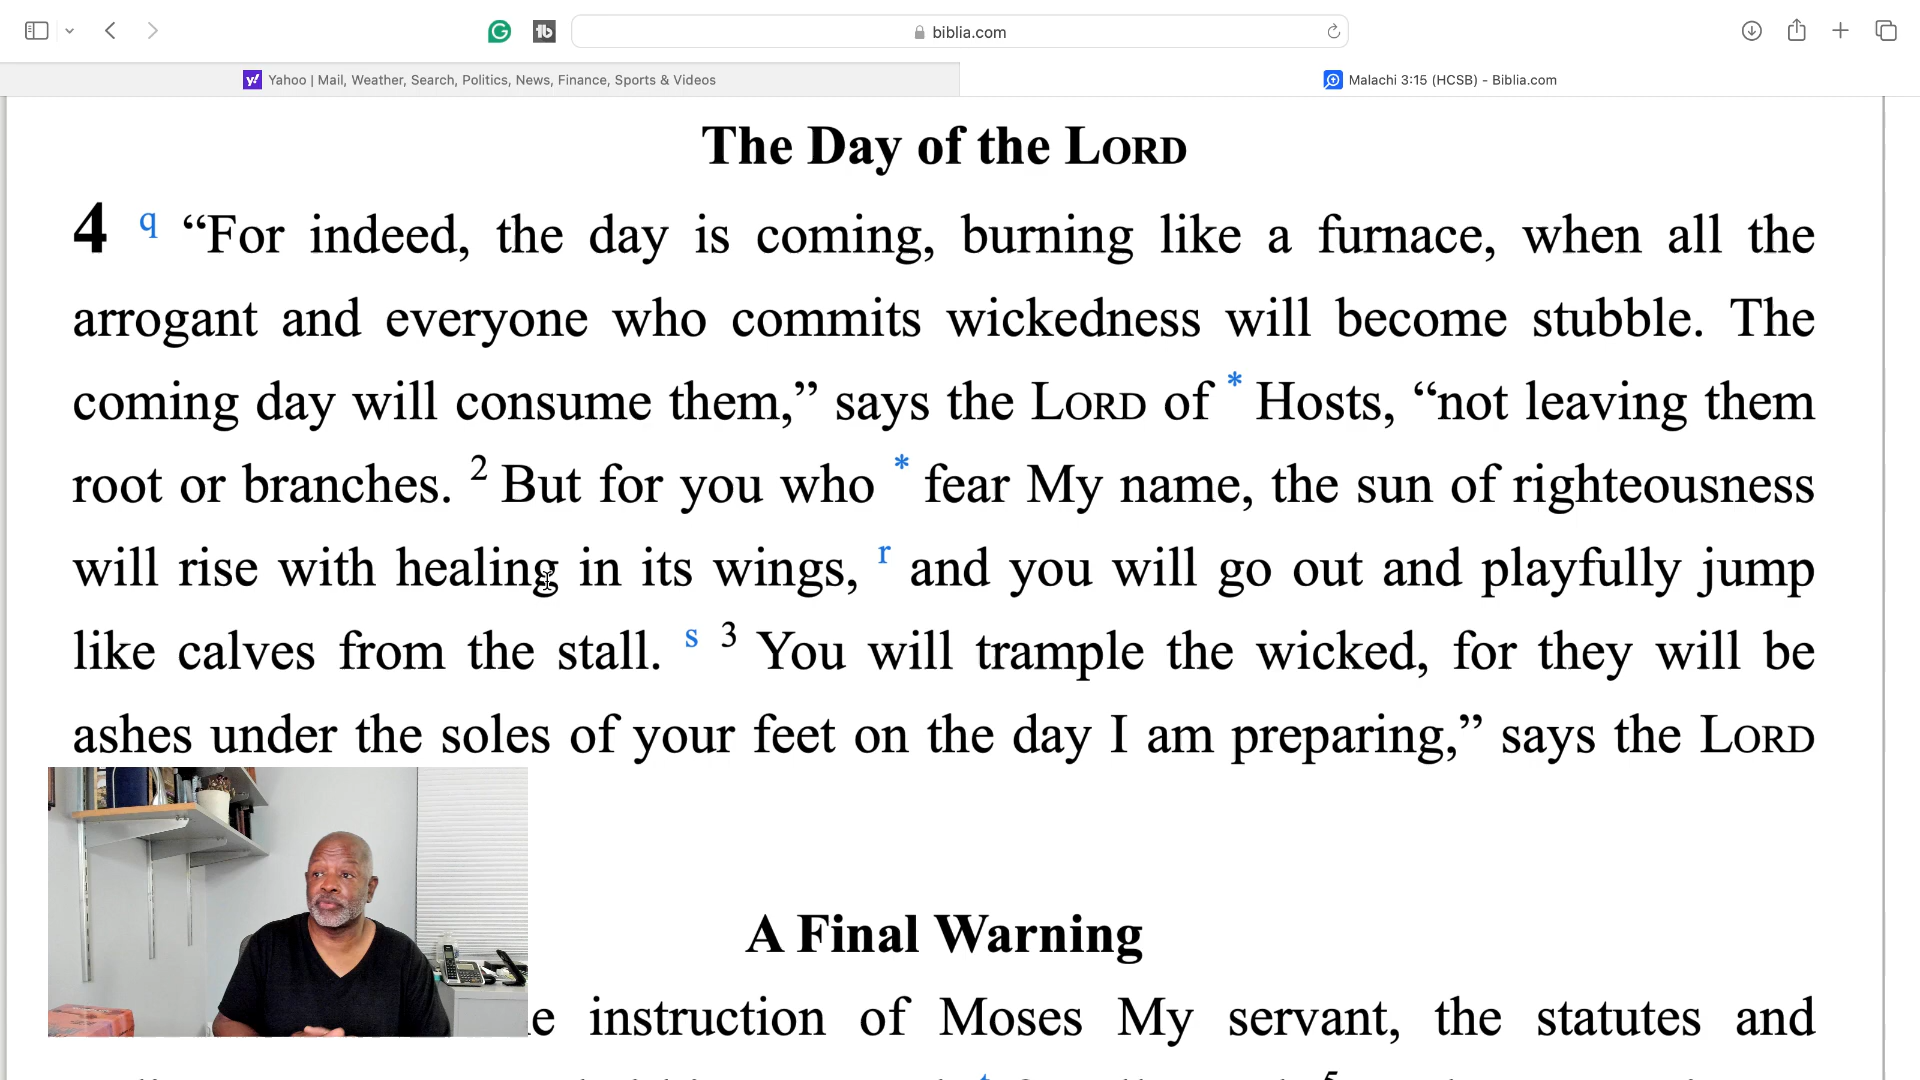 biblia.com
Yahoo | Mail, Weather, Search, Politics, News, Finance, Sports & Videos
Malachi 3:15 (HCSB) - Biblia.com
The Day of the LORD
4 q “For indeed, the day is coming, burning like a furnace, when all the
arrogant and everyone who commits wickedness will become stubble. The
coming day will consume them,” says the LORD of * Hosts, “not leaving them
root or branches. 2 But for you who * fear My name, the sun of righteousness
will rise with healing in its wings, r and you will go out and playfully jump
like calves from the stall. s 3 You will trample the wicked, for they will be
ashes under the soles of your feet on the day I am preparing,” says the LORD
A Final Warning
instruction of Moses My servant, the statutes and